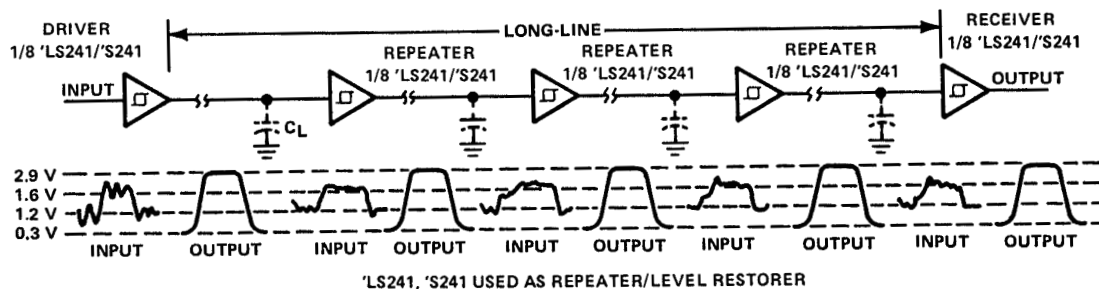 DRIVER
1/8 'LS241/'S241
LONG-LINE
RECEIVER
1/8 'LS241/'S241
REPEATER
1/8 'LS241/'S241
REPEATER
1/8 'LS241/'S241
REPEATER
1/8 'LS241/'S241
INPUT
OUTPUT
CL
2.9 V
1.6 V
1.2 V
0.3 V
INPUT OUTPUT INPUT OUTPUT INPUT OUTPUT INPUT OUTPUT INPUT OUTPUT
'LS241, 'S241 USED AS REPEATER/LEVEL RESTORER